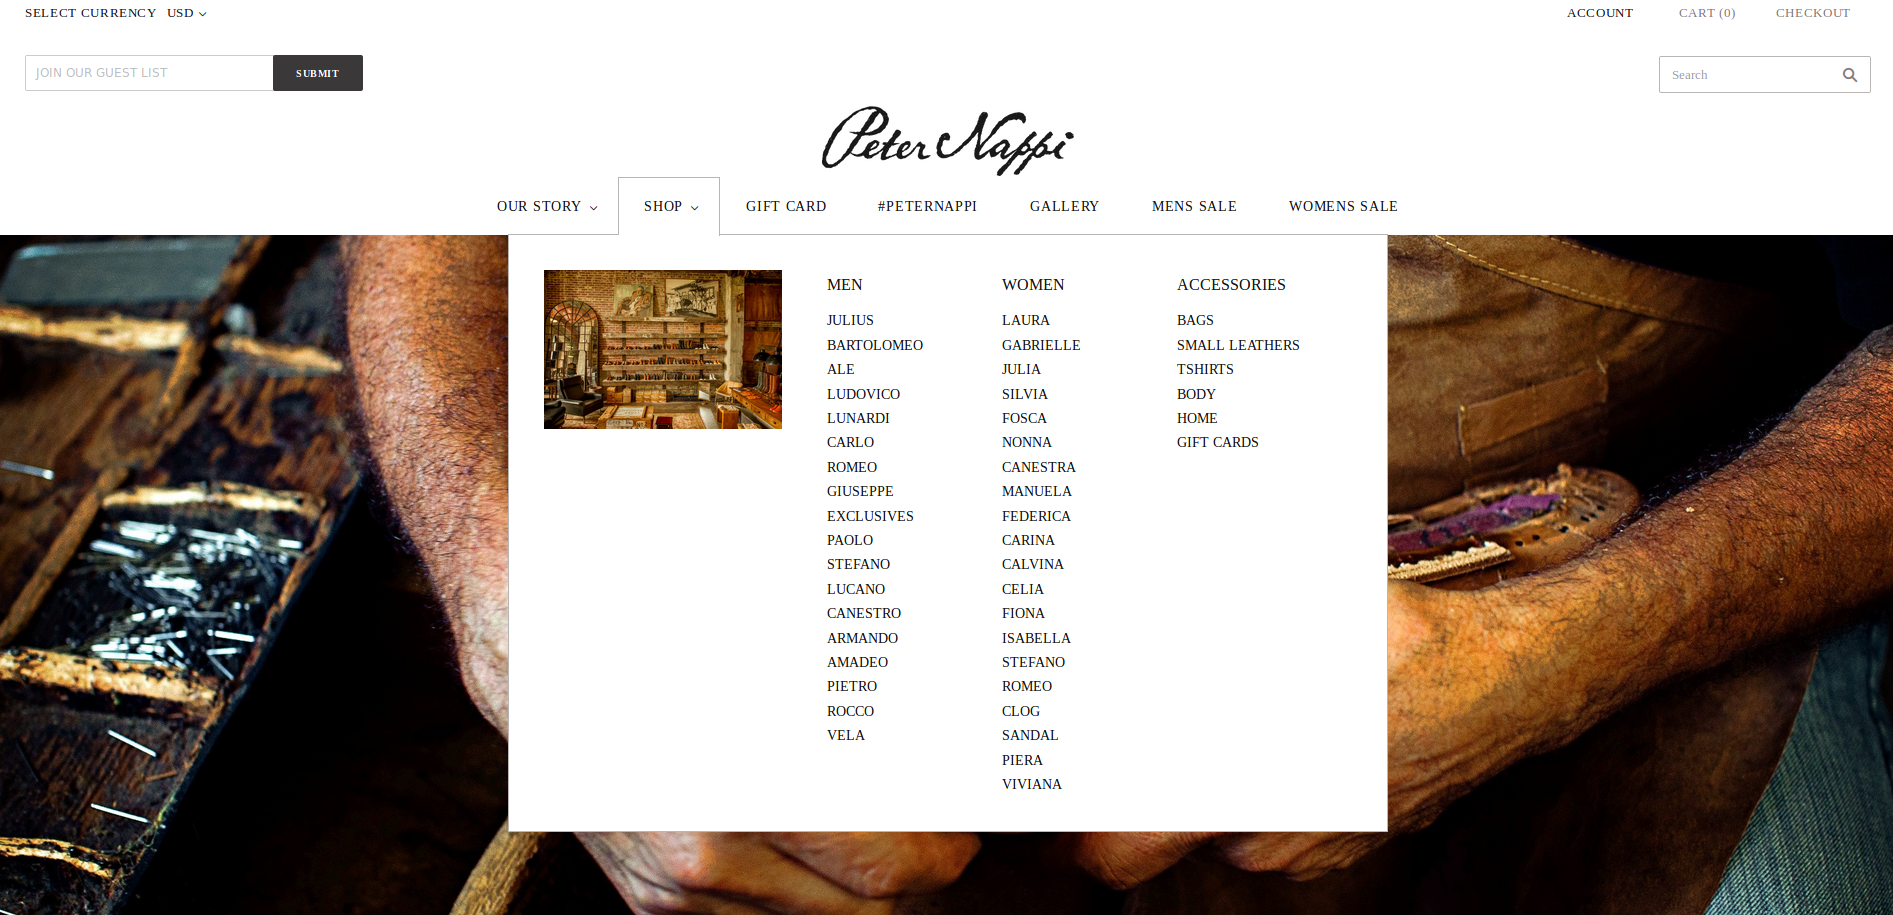 SELECT CURRENCY USD
ACCOUNT CART (0) CHECKOUT
JOIN OUR GUEST LIST SUBMIT
Search
Peter Nappi
OUR STORY SHOP GIFT CARD #PETERNAPPI GALLERY MENS SALE WOMENS SALE
MEN
JULIUS
BARTOLOMEO
ALE
LUDOVICO
LUNARDI
CARLO
ROMEO
GIUSEPPE
EXCLUSIVES
PAOLO
STEFANO
LUCANO
CANESTRO
ARMANDO
AMADEO
PIETRO
ROCCO
VELA
WOMEN
LAURA
GABRIELLE
JULIA
SILVIA
FOSCA
NONNA
CANESTRA
MANUELA
FEDERICA
CARINA
CALVINA
CELIA
FIONA
ISABELLA
STEFANO
ROMEO
CLOG
SANDAL
PIERA
VIVIANA
ACCESSORIES
BAGS
SMALL LEATHERS
TSHIRTS
BODY
HOME
GIFT CARDS